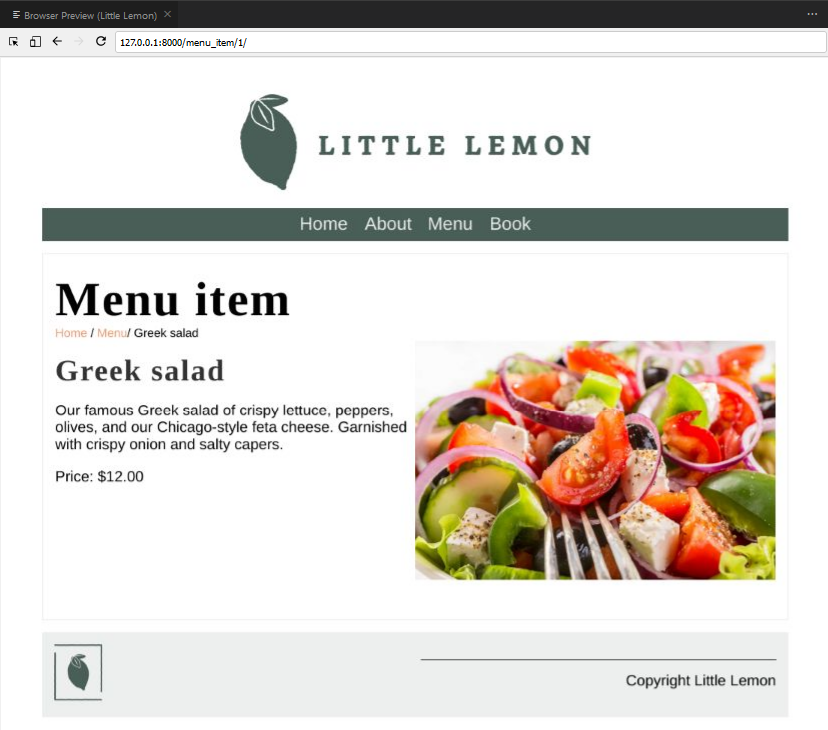 Browser Preview (Little Lemon)
127.0.0.1:8000/menu_item/1/
LITTLE LEMON
Home About Menu Book
Menu item
Home / Menu/ Greek salad
Greek salad
Our famous Greek salad of crispy lettuce, peppers,
olives, and our Chicago-style feta cheese. Garnished
with crispy onion and salty capers.
Price: $12.00
Copyright Little Lemon